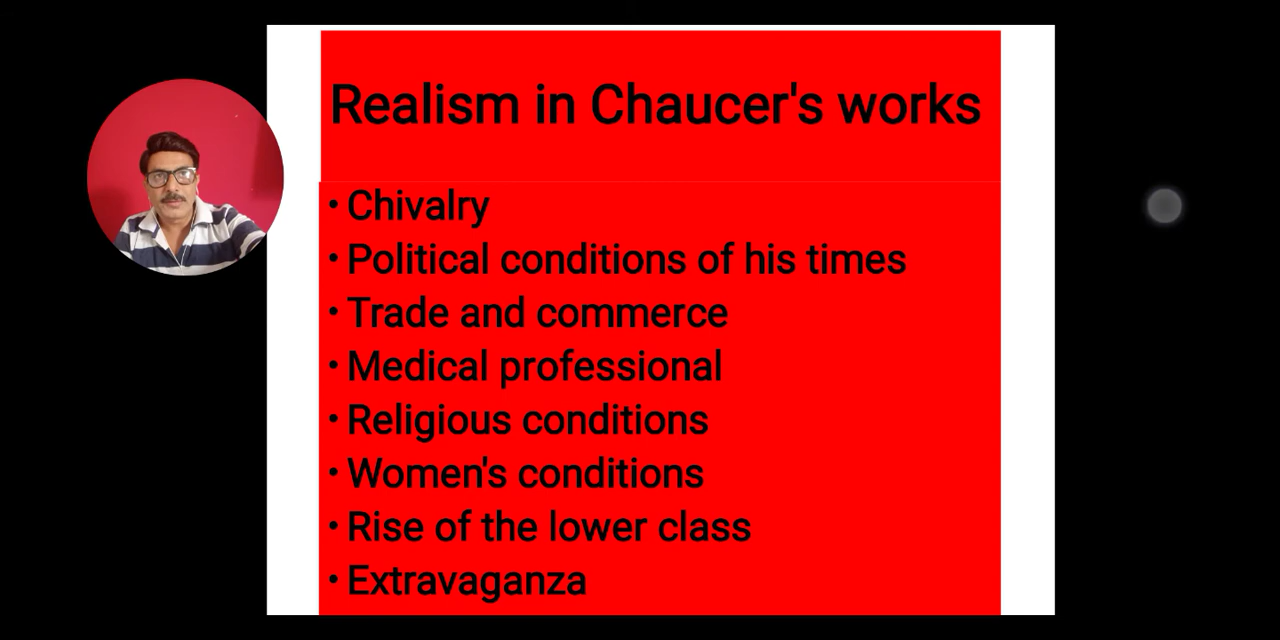 Realism in Chaucer's works
• Chivalry
• Political conditions of his times
• Trade and commerce
• Medical professional
• Religious conditions
• Women's conditions
• Rise of the lower class
• Extravaganza